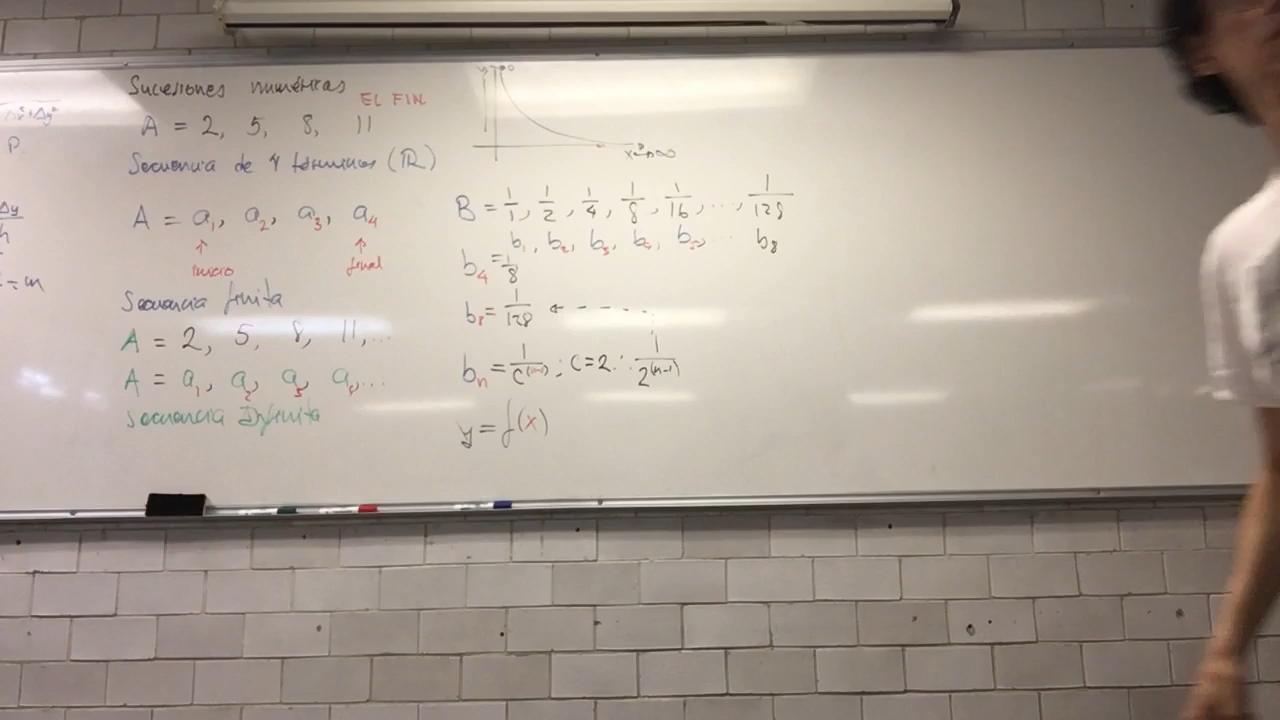 Δx²+Δy²
P
Δy
h
= m
Sucesiones numéricas
EL FIN
A = 2, 5, 8, 11
Secuencia de 4 términos (ℝ)
A = a₁, a₂, a₃, a₄
↑ ↑
inicio final
Secuencia finita
A = 2, 5, 8, 11,...
A = a₁, a₂, a₃, a₄,...
Secuencia Infinita
B = 1/1, 1/2, 1/4, 1/8, 1/16, ..., 1/128
b₁, b₂, b₃, b₄, b₅, ... b₈
b₄ = 1/8
b₈ = 1/128
bₙ = 1/C⁽ⁿ⁻¹⁾ ; C=2 ∴ 1/2⁽ⁿ⁻¹⁾
y = f(x)